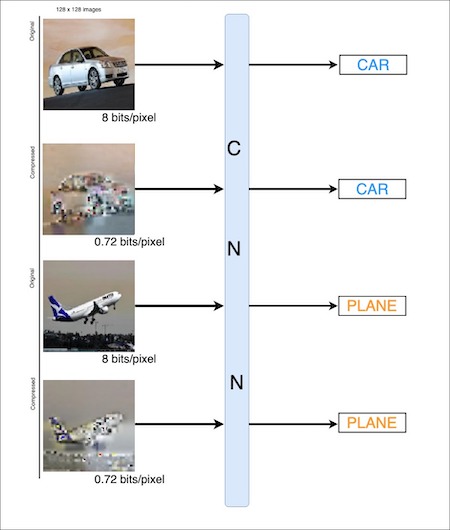 128 x 128 images
Original
CAR
8 bits/pixel
Compressed
C
CAR
0.72 bits/pixel
N
Original
PLANE
8 bits/pixel
N
Compressed
PLANE
0.72 bits/pixel